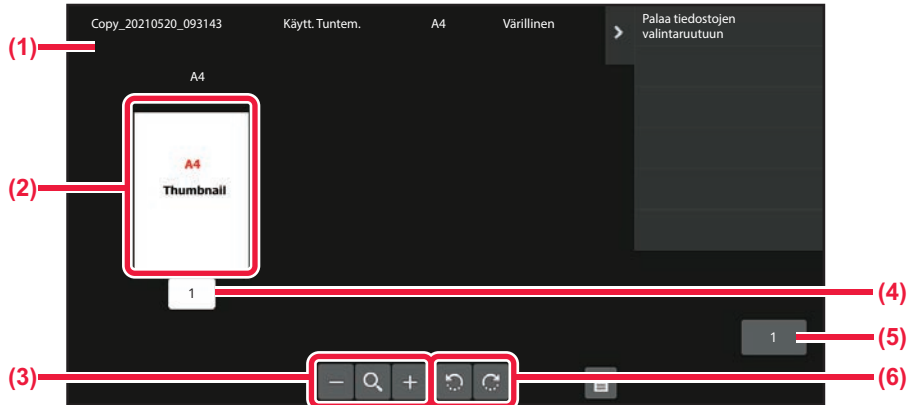 Copy_20210520_093143 Käytt. Tuntem. A4 Värillinen
Palaa tiedostojen
valintaruutuun
(1)
A4
A4
Thumbnail
(2)
1
(4)
1
(5)
(3)
(6)